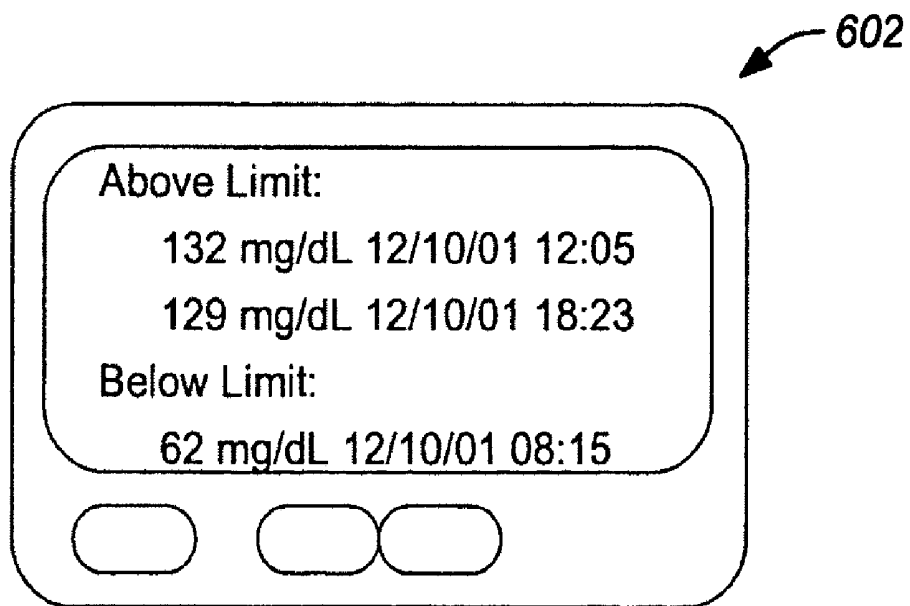 602
Above Limit:
132 mg/dL 12/10/01 12:05
129 mg/dL 12/10/01 18:23
Below Limit:
62 mg/dL 12/10/01 08:15